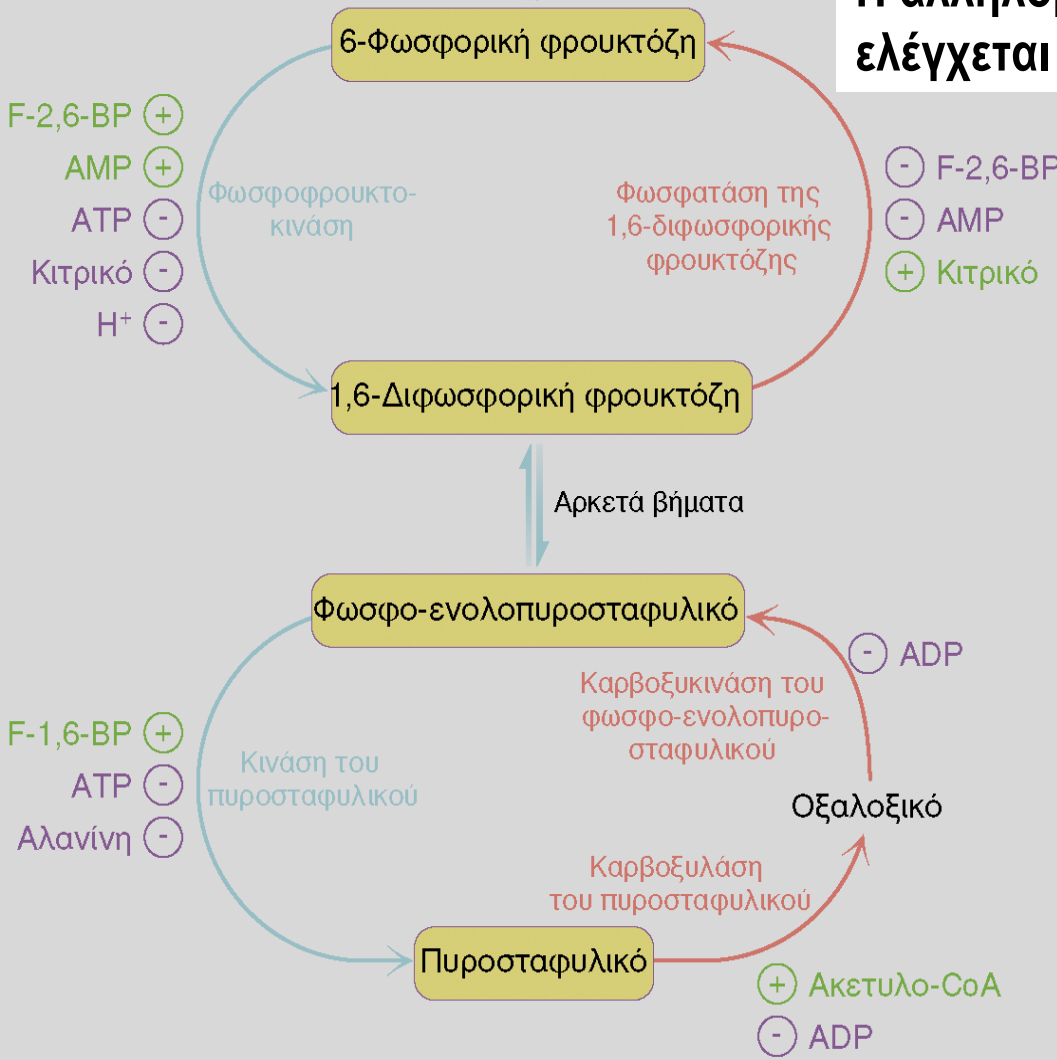 ελέγχεται
6-Φωσφορική φρουκτόζη
F-2,6-BP +
AMP +
ATP -
Κιτρικό -
H⁺ -
Φωσφοφρουκτο-
κινάση
Φωσφατάση της
1,6-διφωσφορικής
φρουκτόζης
- F-2,6-BP
- AMP
+ Κιτρικό
1,6-Διφωσφορική φρουκτόζη
Αρκετά βήματα
Φωσφο-ενολοπυροσταφυλικό
- ADP
Καρβοξυκινάση του
φωσφο-ενολοπυρο-
σταφυλικού
F-1,6-BP +
ATP -
Αλανίνη -
Κινάση του
πυροσταφυλικού
Οξαλοξικό
Καρβοξυλάση
του πυροσταφυλικού
Πυροσταφυλικό
+ Ακετυλο-CoA
- ADP